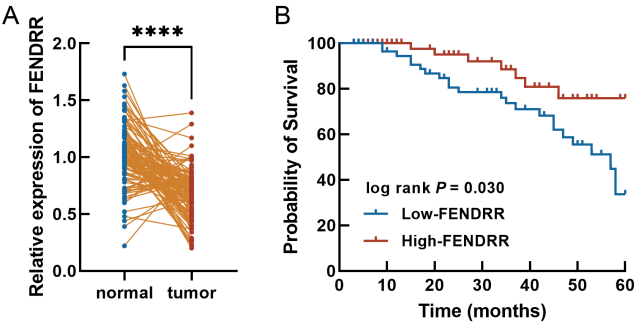 A
Relative expression of FENDRR
****
2.0
1.5
1.0
0.5
0.0
normal tumor
B
Probability of Survival
100
80
60
40
20
0
log rank P = 0.030
Low-FENDRR
High-FENDRR
0 10 20 30 40 50 60
Time (months)